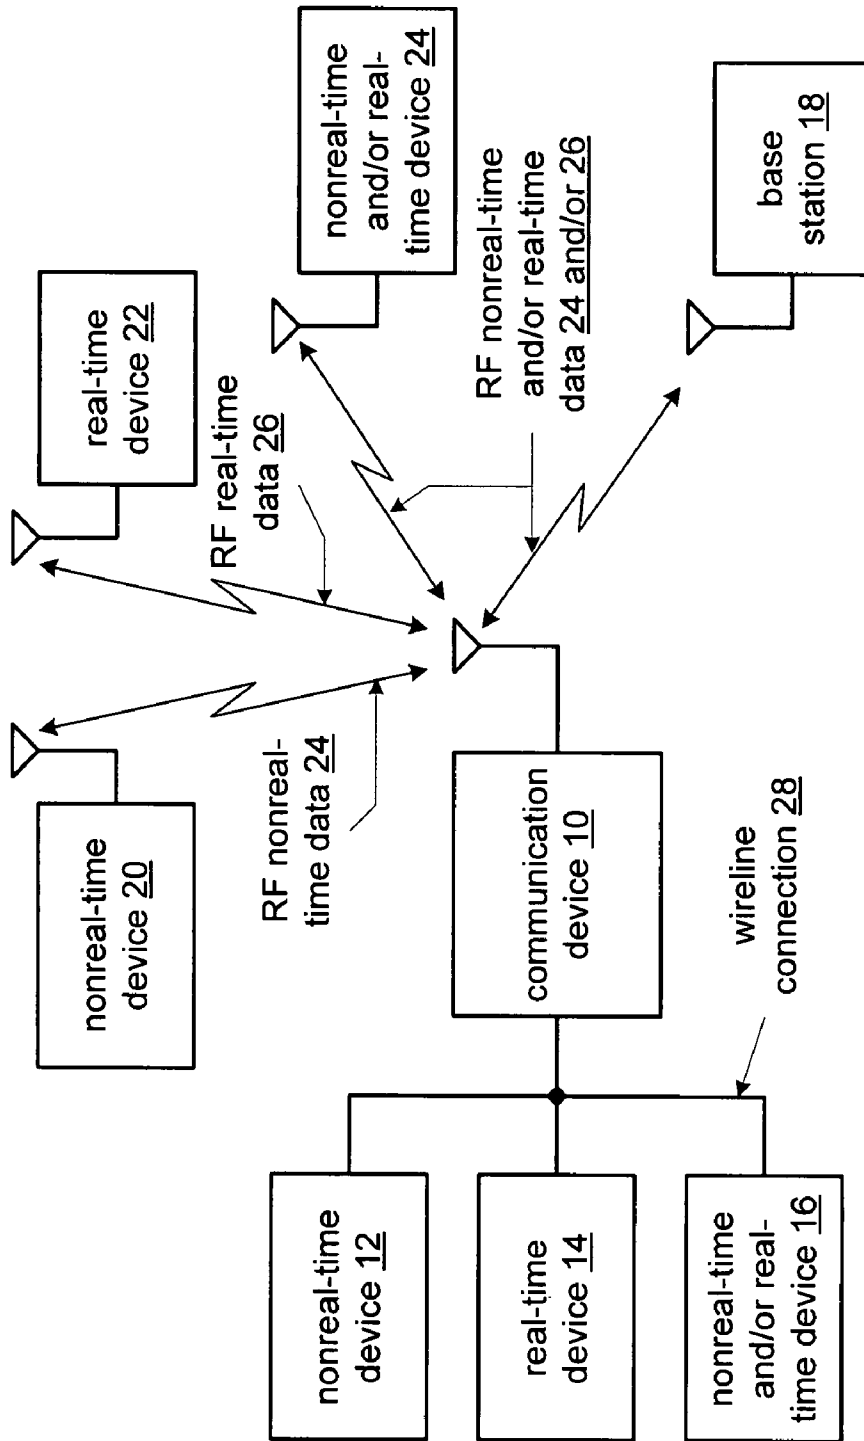 nonreal-time
device 20
real-time
device 22
RF nonreal-
time data 24
RF real-time
data 26
nonreal-time
and/or real-
time device 24
nonreal-time
device 12
communication
device 10
RF nonreal-time
and/or real-time
data 24 and/or 26
real-time
device 14
nonreal-time
and/or real-
time device 16
wireline
connection 28
base
station 18